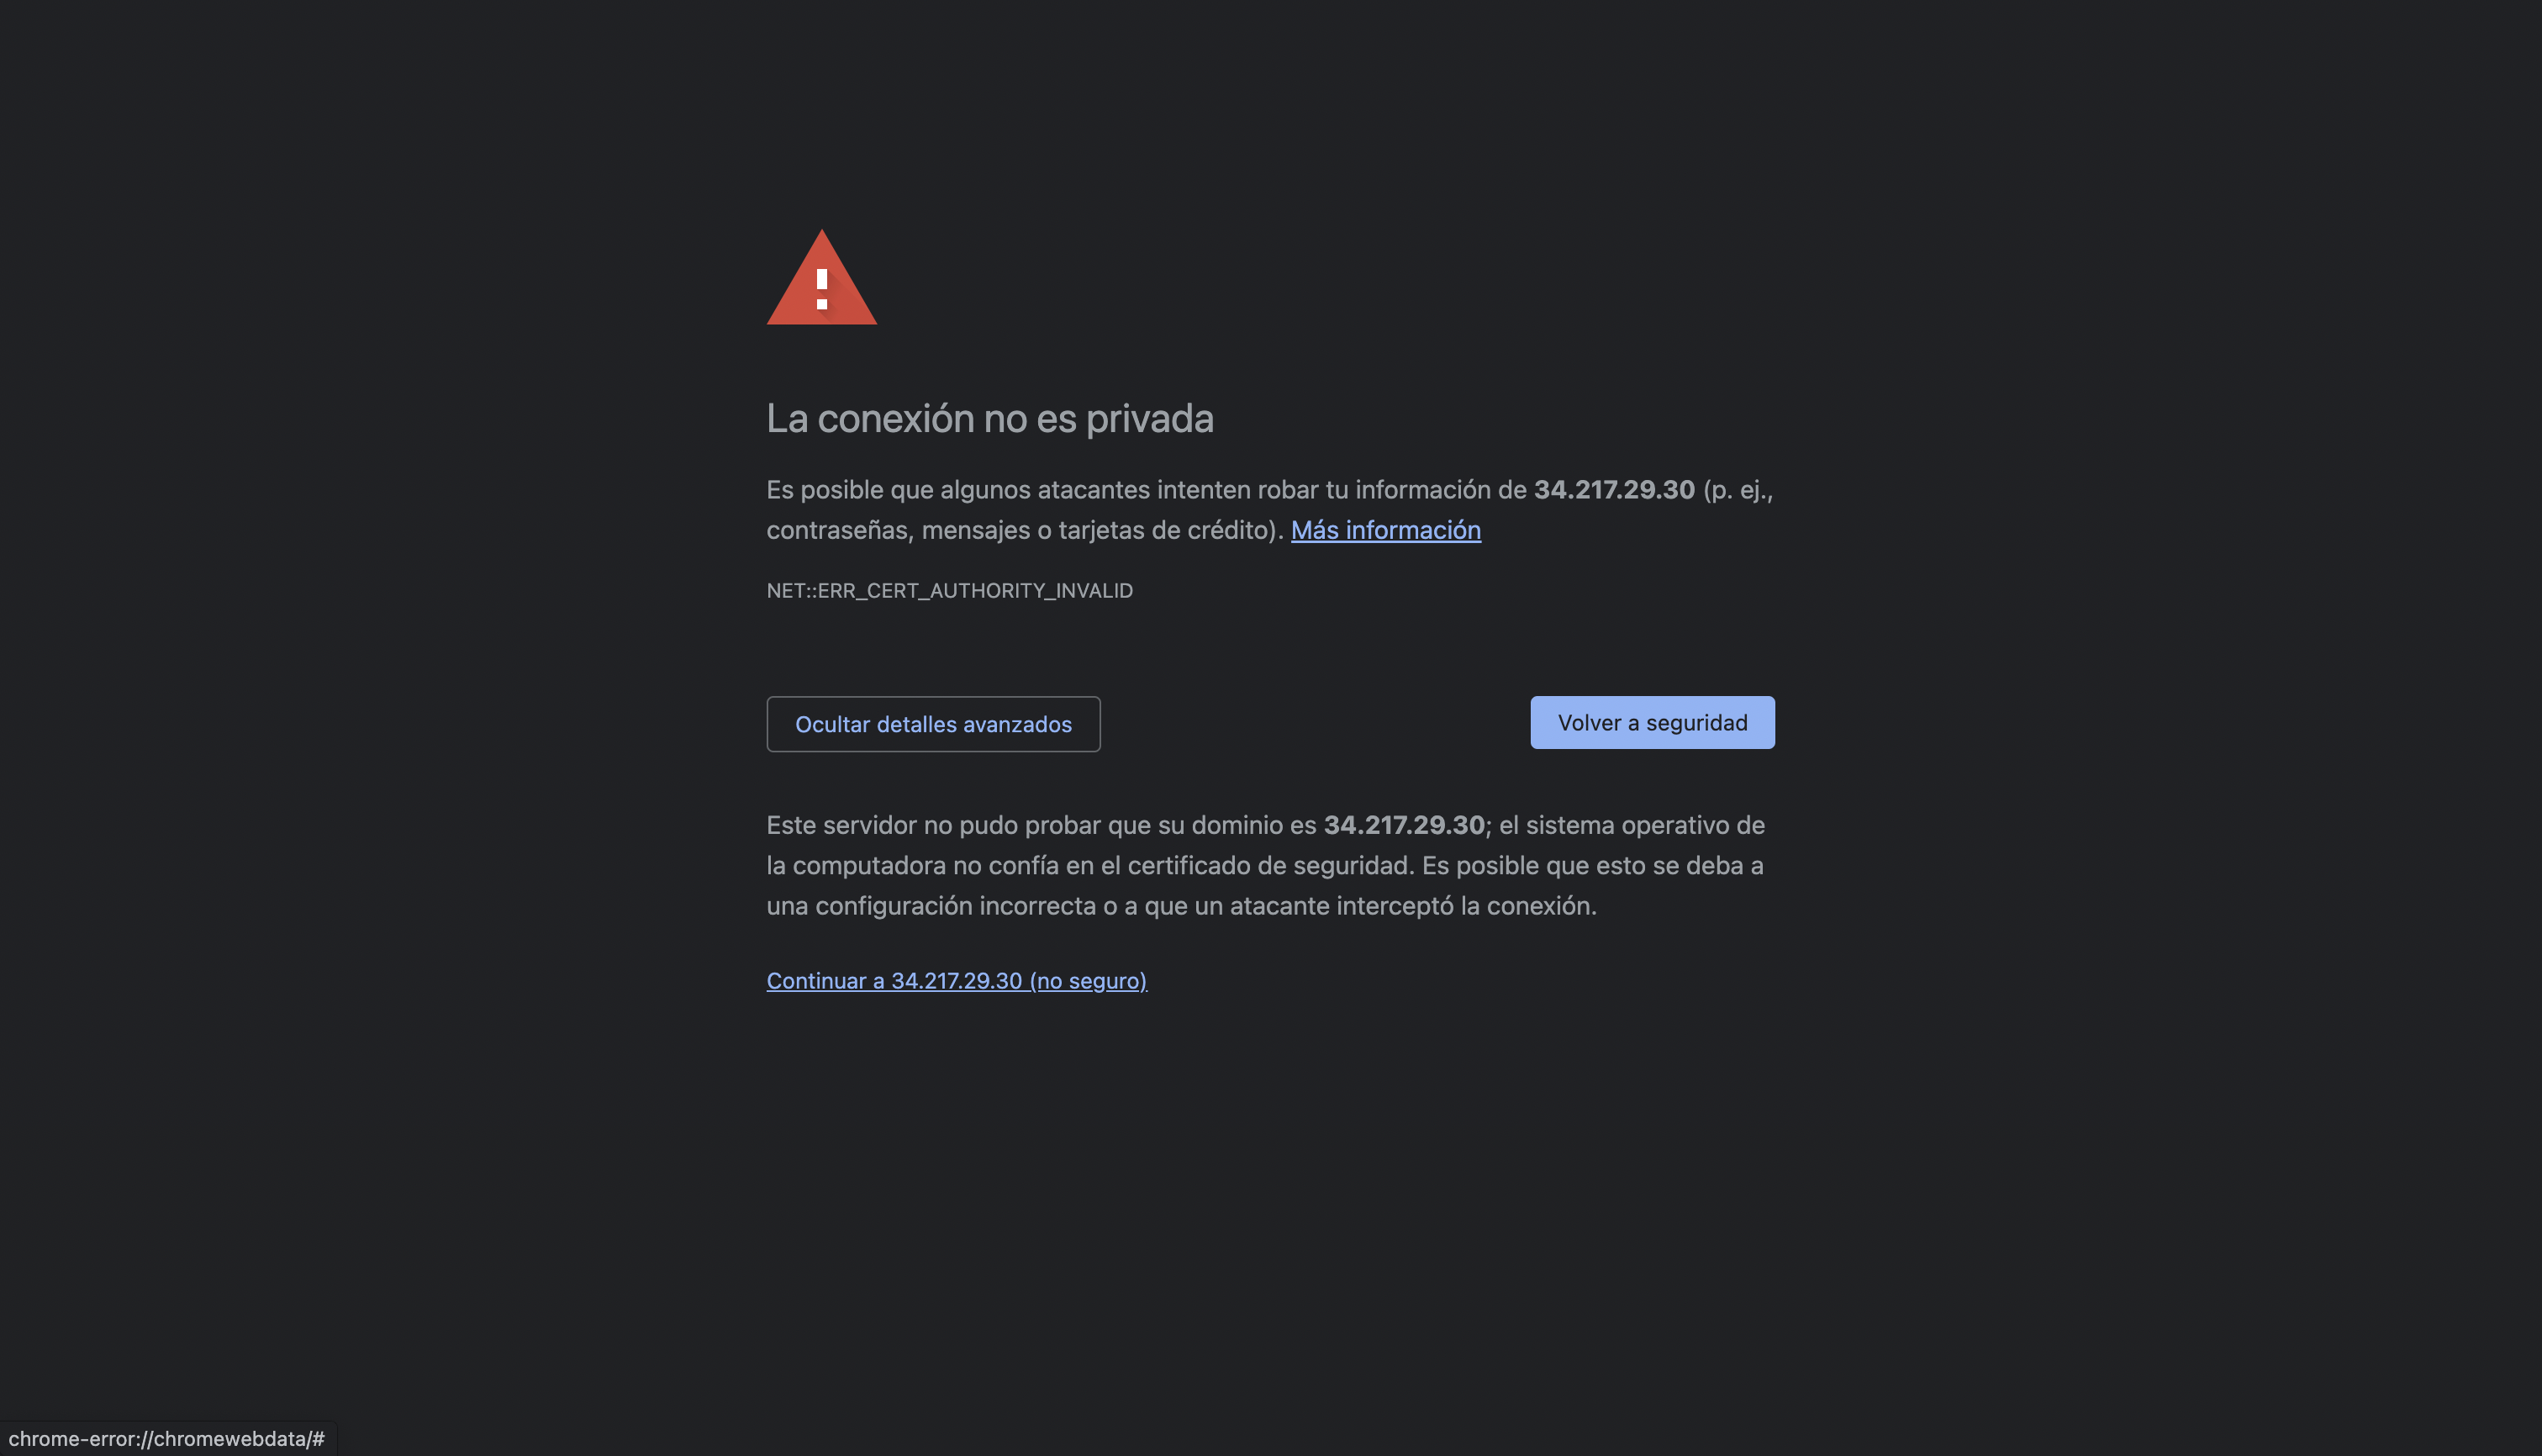 La conexión no es privada
Es posible que algunos atacantes intenten robar tu información de 34.217.29.30 (p. ej.,
contraseñas, mensajes o tarjetas de crédito). Más información
NET::ERR_CERT_AUTHORITY_INVALID
Ocultar detalles avanzados
Volver a seguridad
Este servidor no pudo probar que su dominio es 34.217.29.30; el sistema operativo de
la computadora no confía en el certificado de seguridad. Es posible que esto se deba a
una configuración incorrecta o a que un atacante interceptó la conexión.
Continuar a 34.217.29.30 (no seguro)
chrome-error://chromewebdata/#